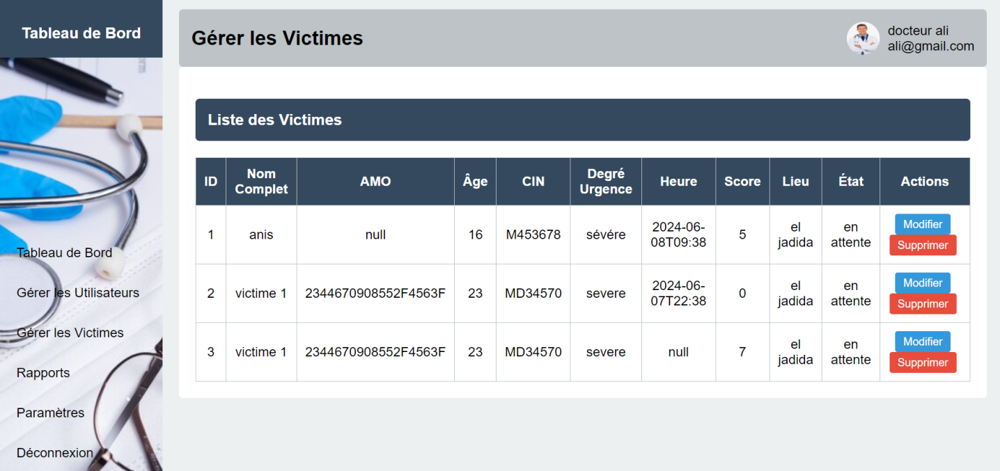 Tableau de Bord
Tableau de Bord
Gérer les Utilisateurs
Gérer les Victimes
Rapports
Paramètres
Déconnexion
Gérer les Victimes
docteur ali
ali@gmail.com
Liste des Victimes
ID Nom Complet AMO Âge CIN Degré Urgence Heure Score Lieu État Actions
1 anis null 16 M453678 sévére 2024-06-08T09:38 5 el jadida en attente Modifier Supprimer
2 victime 1 2344670908552F4563F 23 MD34570 severe 2024-06-07T22:38 0 el jadida en attente Modifier Supprimer
3 victime 1 2344670908552F4563F 23 MD34570 severe null 7 el jadida en attente Modifier Supprimer